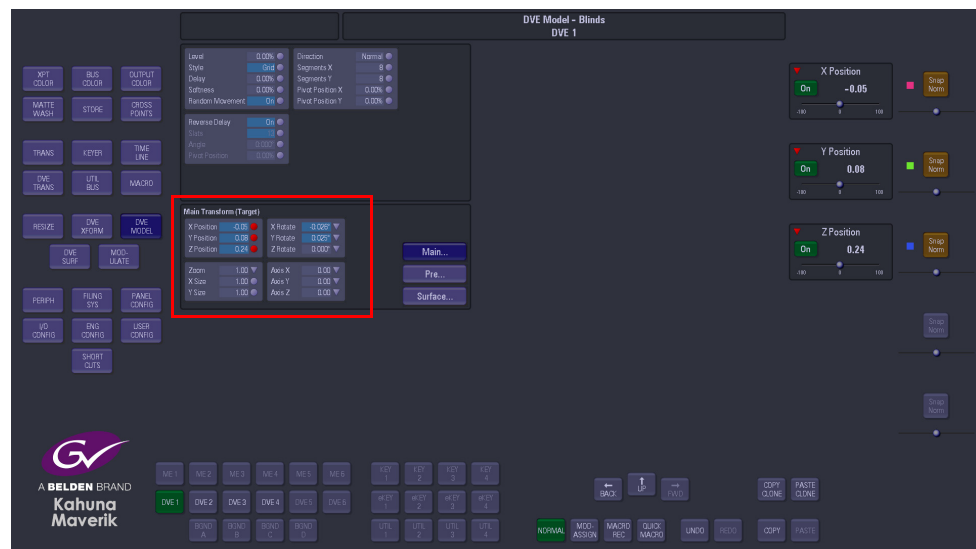 DVE Model - Blinds
DVE 1
XPT COLOR
BUS COLOR
OUTPUT COLOR
MATTE WASH
STORE
CROSS POINTS
TRANS
KEYER
TIME LINE
DVE TRANS
UTIL BUS
MACRO
RESIZE
DVE XFORM
DVE MODEL
DVE SURF
MOD-ULATE
PERIPH
FILING SYS
PANEL CONFIG
I/O CONFIG
ENG CONFIG
USER CONFIG
SHORT CUTS
Level 0.00% Direction Normal
Style Grid Segments X 8
Delay 0.00% Segments Y 8
Softness 0.00% Pivot Position X 0.00%
Random Movement On Pivot Position Y 0.00%
Reverse Delay On
Slats 10
Angle 0.000°
Pivot Position 0.00%
Main Transform (Target)
X Position -0.05 X Rotate -0.026°
Y Position 0.08 Y Rotate 0.025°
Z Position 0.24 Z Rotate 0.000°
Zoom 1.00 Axis X 0.00
X Size 1.00 Axis Y 0.00
Y Size 1.00 Axis Z 0.00
Main...
Pre...
Surface...
X Position
On -0.05
-100 0 100
Snap Norm
Y Position
On 0.08
-100 0 100
Snap Norm
Z Position
On 0.24
-100 0 100
Snap Norm
Snap Norm
Snap Norm
GV
A BELDEN BRAND
Kahuna
Maverik
ME 1 ME 2 ME 3 ME 4 ME 5 ME 6
KEY 1 KEY 2 KEY 3 KEY 4
DVE 1 DVE 2 DVE 3 DVE 4 DVE 5 DVE 6
eKEY 1 eKEY 2 eKEY 3 eKEY 4
BGND A BGND B BGND C BGND D
UTIL 1 UTIL 2 UTIL 3 UTIL 4
BACK UP FWD
COPY CLONE PASTE CLONE
NORMAL MOD-ASSIGN MACRO REC QUICK MACRO UNDO REDO COPY PASTE